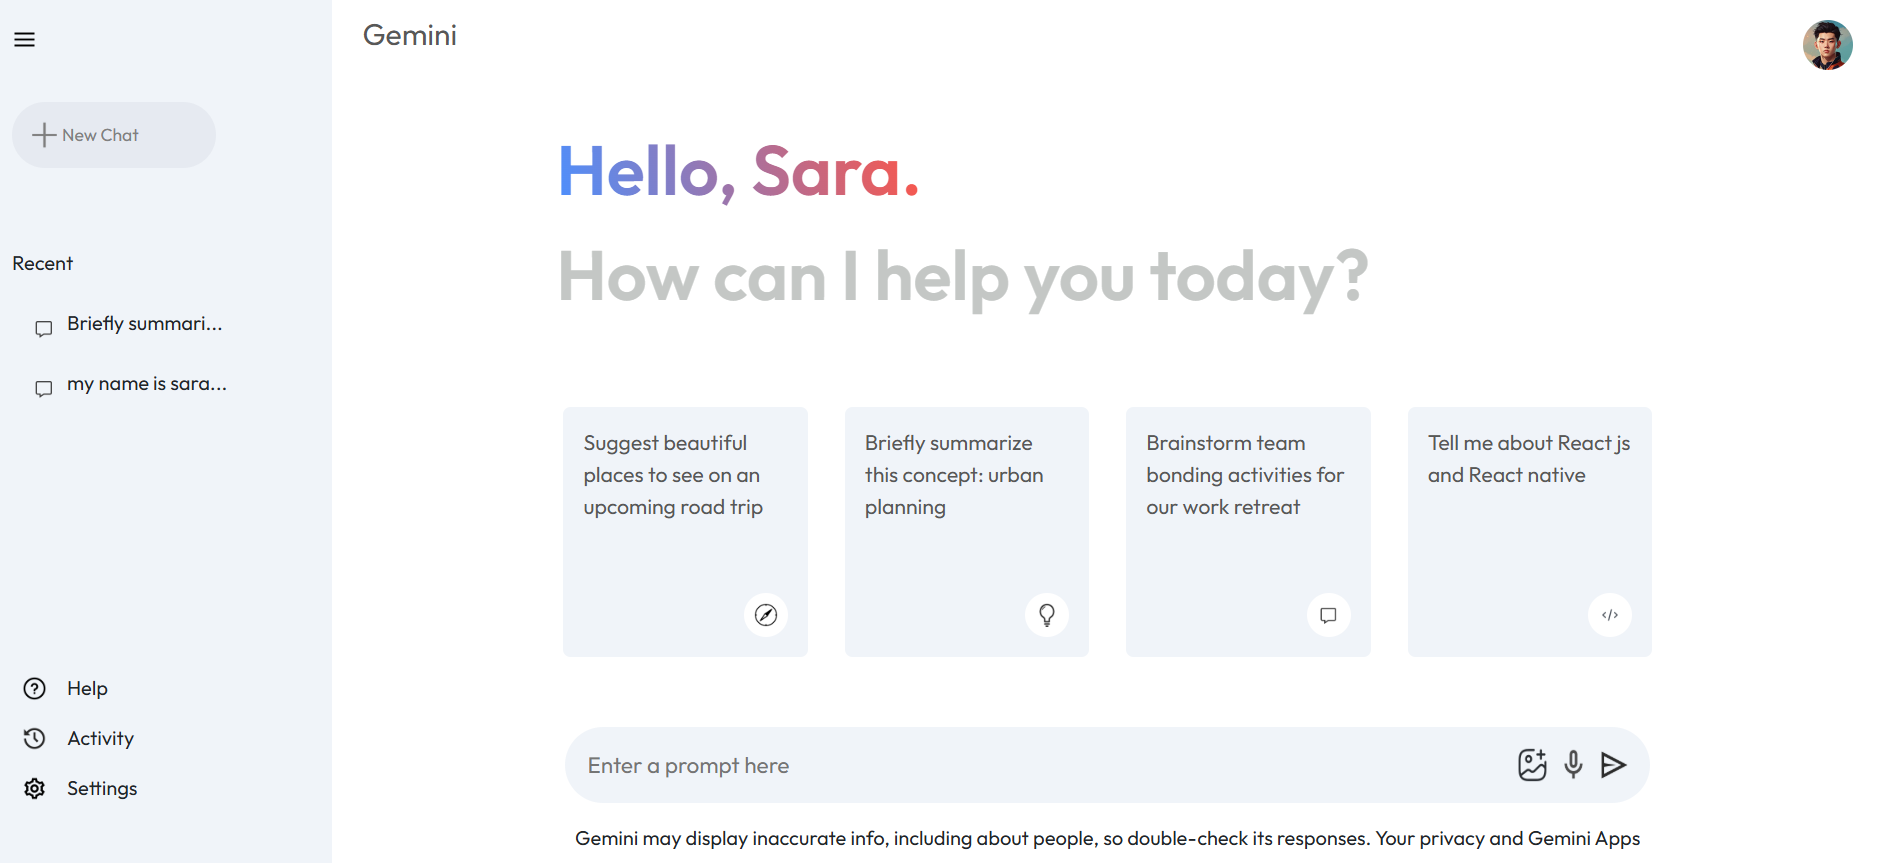 Gemini
New Chat
Recent
Briefly summari...
my name is sara...
Help
Activity
Settings
Hello, Sara.
How can I help you today?
Suggest beautiful
places to see on an
upcoming road trip
Briefly summarize
this concept: urban
planning
Brainstorm team
bonding activities for
our work retreat
Tell me about React js
and React native
</>
Enter a prompt here
Gemini may display inaccurate info, including about people, so double-check its responses. Your privacy and Gemini Apps